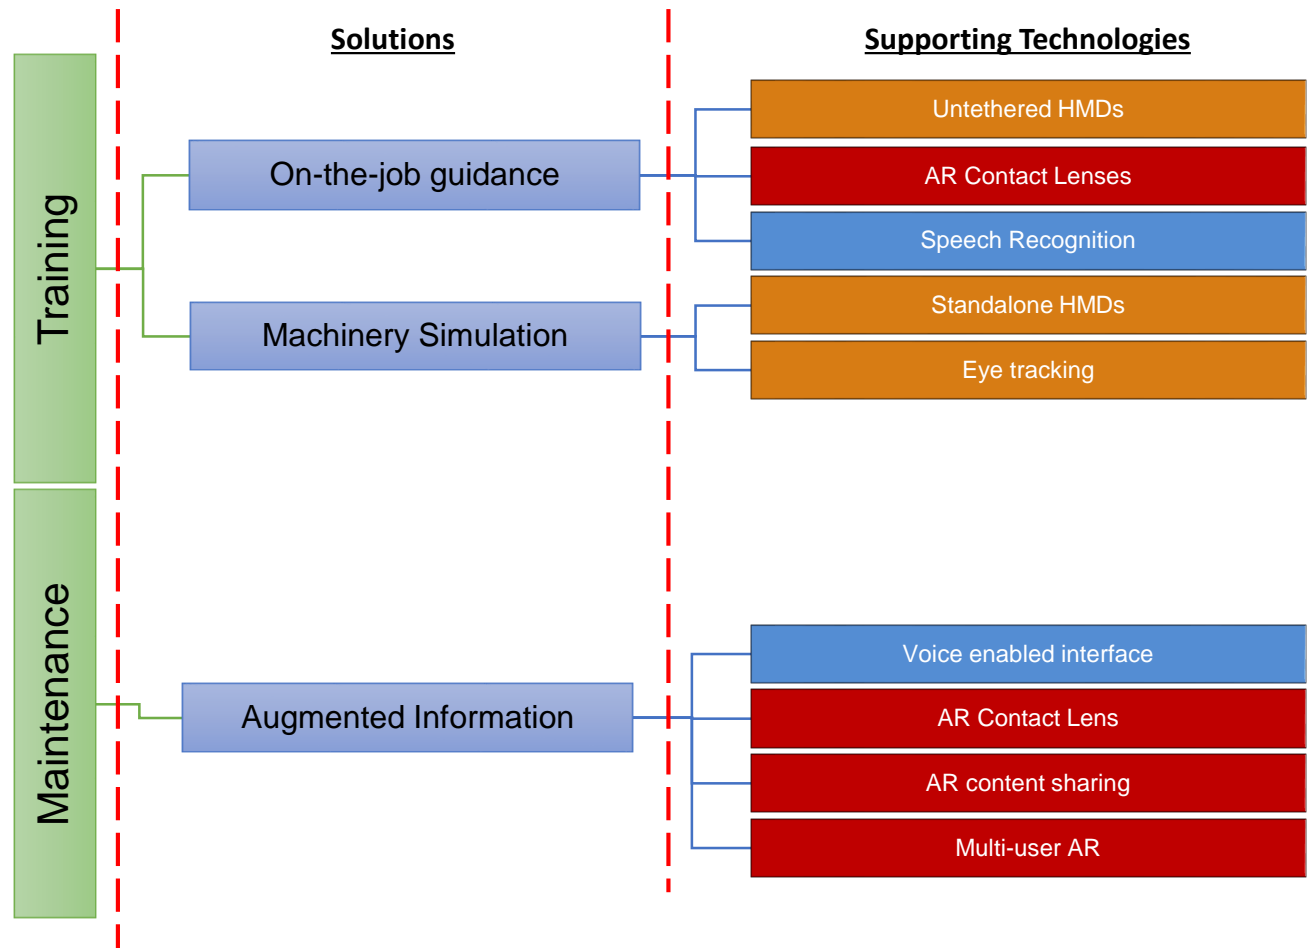 Solutions
Supporting Technologies
Training
On-the-job guidance
Untethered HMDs
AR Contact Lenses
Speech Recognition
Machinery Simulation
Standalone HMDs
Eye tracking
Maintenance
Augmented Information
Voice enabled interface
AR Contact Lens
AR content sharing
Multi-user AR